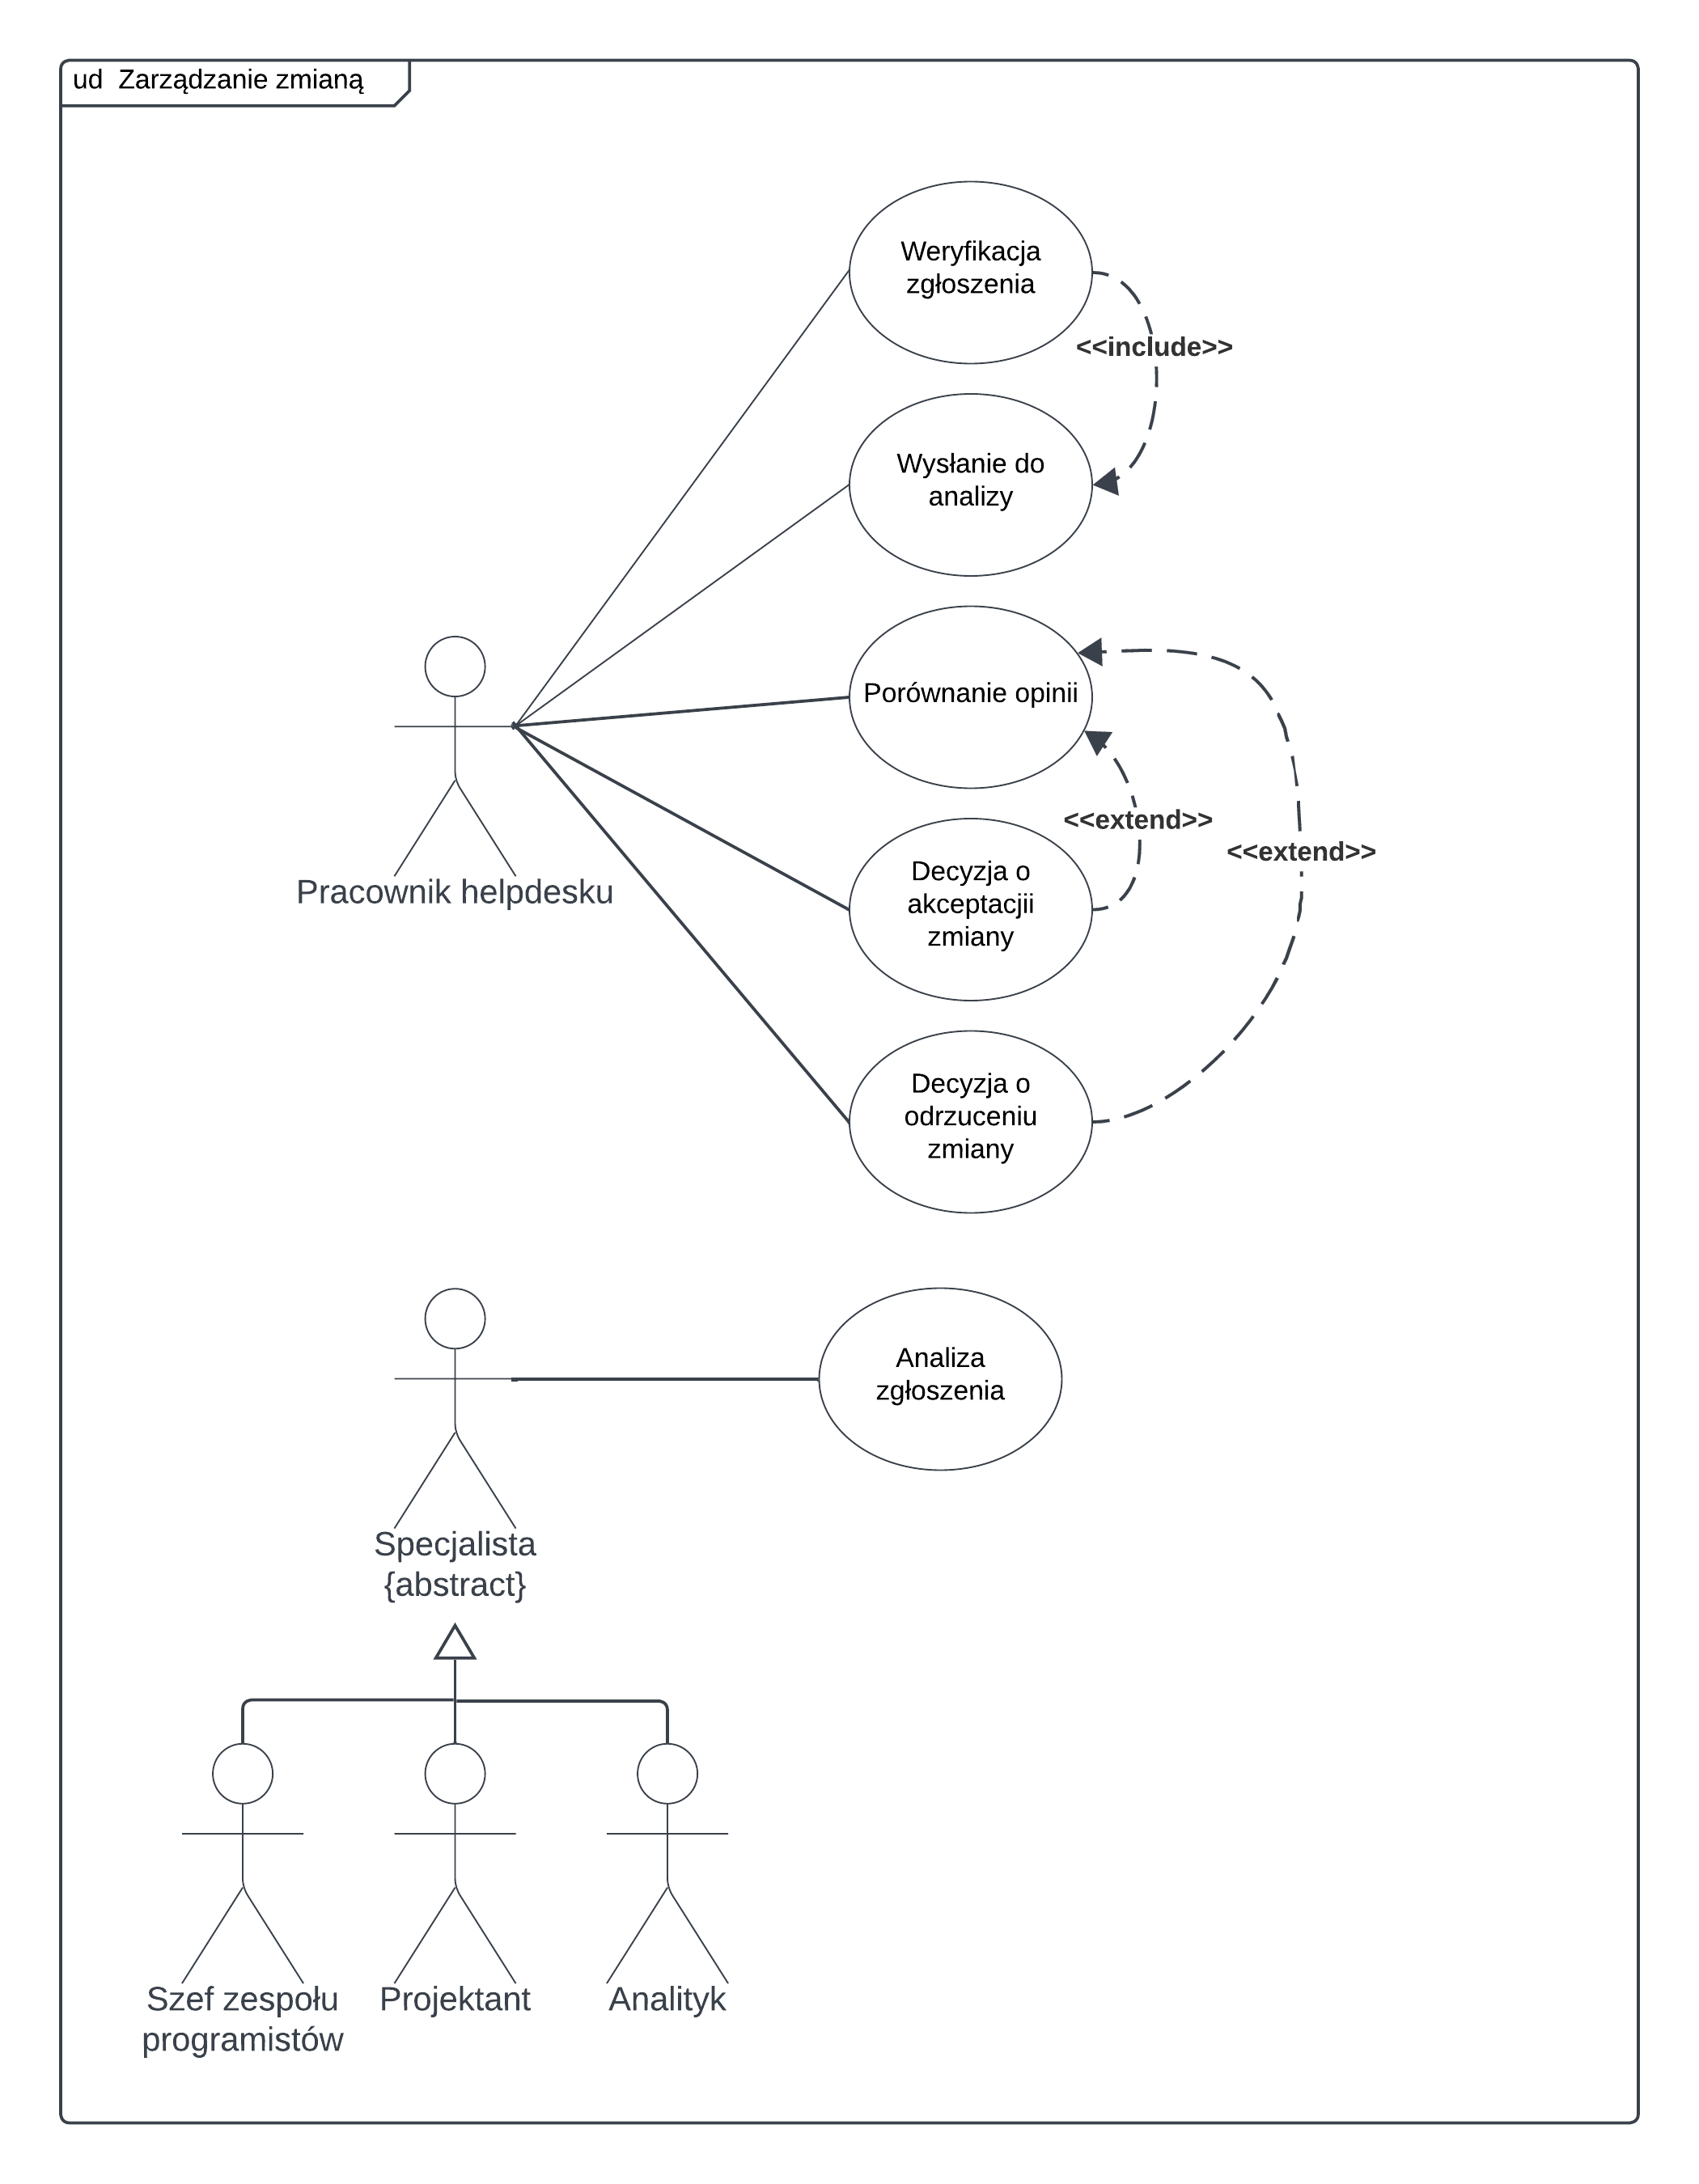 ud  Zarządzanie zmianą
Weryfikacja
zgłoszenia
<<include>>
Wysłanie do
analizy
Porównanie opinii
<<extend>>
<<extend>>
Pracownik helpdesku
Decyzja o
akceptacjii
zmiany
Decyzja o
odrzuceniu
zmiany
Analiza
zgłoszenia
Specjalista
{abstract}
Szef zespołu
programistów
Projektant
Analityk